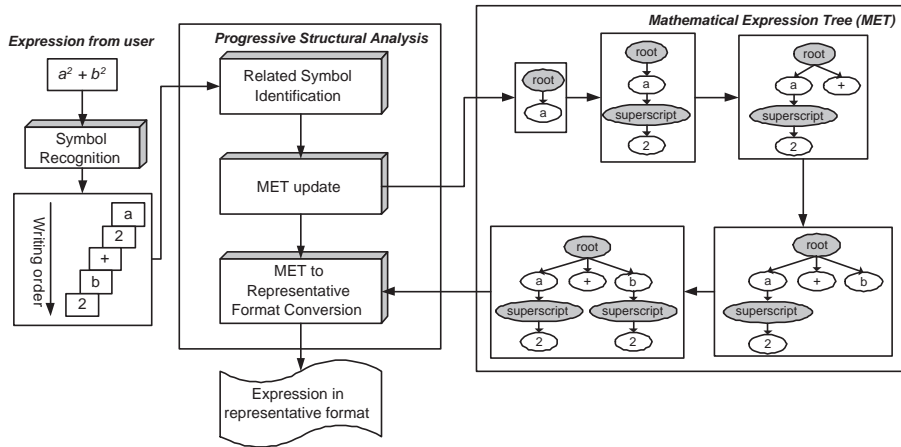 Expression from user
a² + b²
Symbol
Recognition
Writing order
a
2
+
b
2
Progressive Structural Analysis
Related Symbol
Identification
MET update
MET to
Representative
Format Conversion
Expression in
representative format
Mathematical Expression Tree (MET)
root
a
root
a
superscript
2
root
a +
superscript
2
root
a + b
superscript
2
root
a + b
superscript superscript
2 2